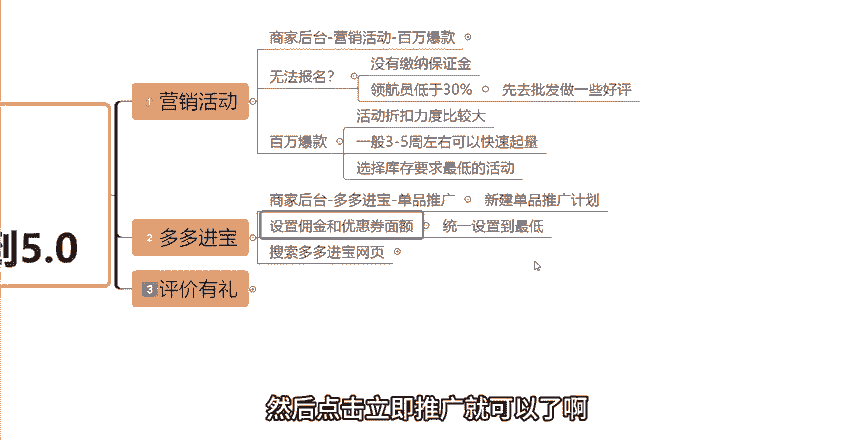 到5.0
1 营销活动
商家后台-营销活动-百万爆款
无法报名？
没有缴纳保证金
领航员低于30%
先去批发做一些好评
百万爆款
活动折扣力度比较大
一般3-5周左右可以快速起量
选择库存要求最低的活动
2 多多进宝
商家后台-多多进宝-单品推广
新建单品推广计划
设置佣金和优惠券面额
统一设置到最低
搜索多多进宝网页
3 评价有礼
然后点击立即推广就可以了啊